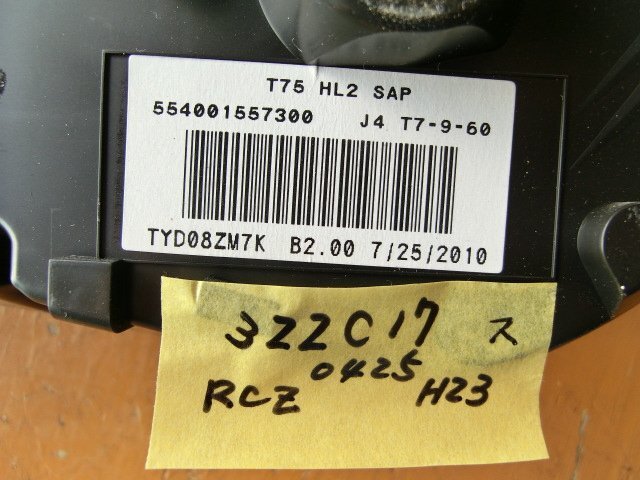 T75 HL2 SAP
554001557300 J4 T7-9-60
TYD08ZM7K B2.00 7/25/2010
322C17 ス
0425
RCZ H23